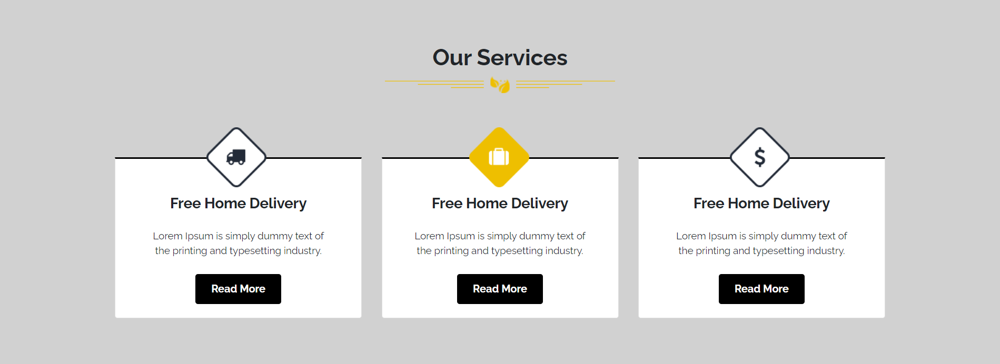 Our Services
Free Home Delivery
Lorem Ipsum is simply dummy text of
the printing and typesetting industry.
Read More
$
Free Home Delivery
Lorem Ipsum is simply dummy text of
the printing and typesetting industry.
Read More
Free Home Delivery
Lorem Ipsum is simply dummy text of
the printing and typesetting industry.
Read More